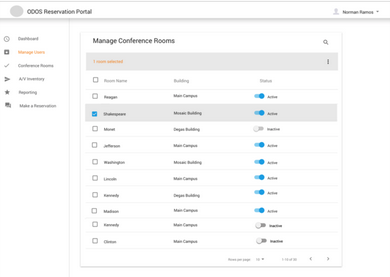 ODOS Reservation Portal
Norman Ramos
Dashboard
Manage Users
Conference Rooms
A/V Inventory
Reporting
Make a Reservation
Manage Conference Rooms
1 room selected
Room Name Building Status
Reagan Main Campus Active
Shakespeare Mosaic Building Active
Monet Degas Building Inactive
Jefferson Main Campus Active
Washington Mosaic Building Active
Lincoln Main Campus Active
Kennedy Degas Building Active
Madison Main Campus Active
Kennedy Main Campus Inactive
Clinton Main Campus Inactive
Rows per page 10 1-10 of